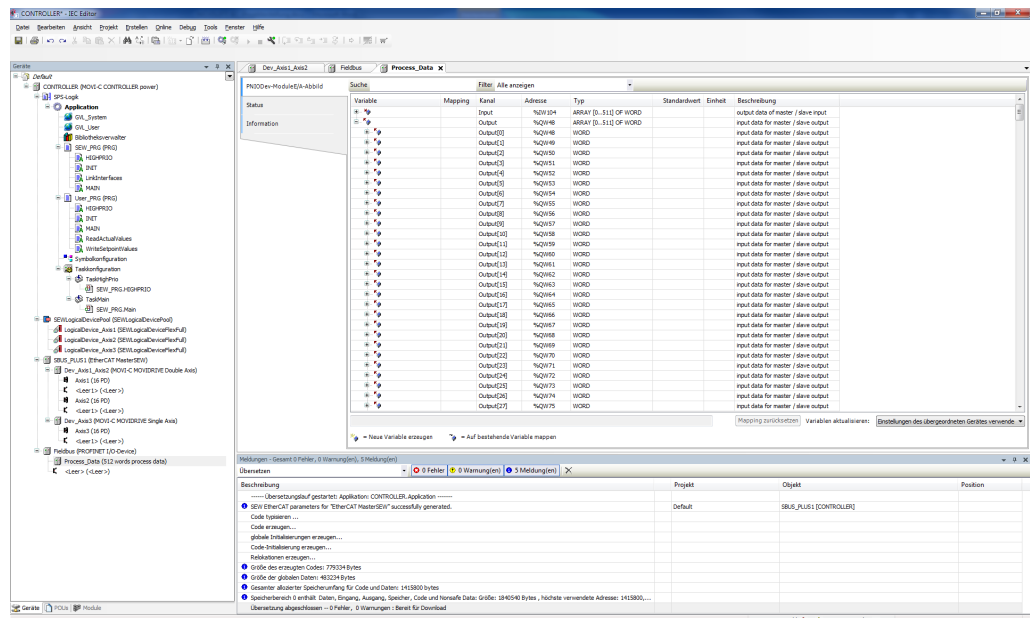 CONTROLLER* - IEC Editor
Datei Bearbeiten Ansicht Projekt Erstellen Online Debug Tools Fenster Hilfe
Geräte
Default
CONTROLLER (MOVI-C CONTROLLER power)
SPS-Logik
Application
GVL_System
GVL_User
Bibliotheksverwalter
SEW_PRG (PRG)
HIGHPRIO
INIT
LinkInterfaces
MAIN
User_PRG (PRG)
HIGHPRIO
INIT
MAIN
ReadActualValues
WriteSetpointValues
Symbolkonfiguration
Taskkonfiguration
TaskHighPrio
SEW_PRG.HIGHPRIO
TaskMain
SEW_PRG.Main
SEWLogicalDevicePool (SEWLogicalDevicePool)
LogicalDevice_Axis1 (SEWLogicalDeviceFlexFull)
LogicalDevice_Axis2 (SEWLogicalDeviceFlexFull)
LogicalDevice_Axis3 (SEWLogicalDeviceFlexFull)
SBUS_PLUS1 (EtherCAT MasterSEW)
Dev_Axis1_Axis2 (MOVI-C MOVIDRIVE Double Axis)
Axis1 (16 PD)
<Leer1> (<Leer>)
Axis2 (16 PD)
<Leer1> (<Leer>)
Dev_Axis3 (MOVI-C MOVIDRIVE Single Axis)
Axis3 (16 PD)
<Leer1> (<Leer>)
Fieldbus (PROFINET I/O-Device)
Process_Data (512 words process data)
<Leer> (<Leer>)
Geräte POUs Module
Dev_Axis1_Axis2 Fieldbus Process_Data
PNIODev-ModuleE/A-Abbild
Status
Information
Suche Filter Alle anzeigen
Variable Mapping Kanal Adresse Typ Standardwert Einheit Beschreibung
Input %IW104 ARRAY [0..511] OF WORD output data of master / slave input
Output %QW48 ARRAY [0..511] OF WORD input data for master / slave output
Output[0] %QW48 WORD input data for master / slave output
Output[1] %QW49 WORD input data for master / slave output
Output[2] %QW50 WORD input data for master / slave output
Output[3] %QW51 WORD input data for master / slave output
Output[4] %QW52 WORD input data for master / slave output
Output[5] %QW53 WORD input data for master / slave output
Output[6] %QW54 WORD input data for master / slave output
Output[7] %QW55 WORD input data for master / slave output
Output[8] %QW56 WORD input data for master / slave output
Output[9] %QW57 WORD input data for master / slave output
Output[10] %QW58 WORD input data for master / slave output
Output[11] %QW59 WORD input data for master / slave output
Output[12] %QW60 WORD input data for master / slave output
Output[13] %QW61 WORD input data for master / slave output
Output[14] %QW62 WORD input data for master / slave output
Output[15] %QW63 WORD input data for master / slave output
Output[16] %QW64 WORD input data for master / slave output
Output[17] %QW65 WORD input data for master / slave output
Output[18] %QW66 WORD input data for master / slave output
Output[19] %QW67 WORD input data for master / slave output
Output[20] %QW68 WORD input data for master / slave output
Output[21] %QW69 WORD input data for master / slave output
Output[22] %QW70 WORD input data for master / slave output
Output[23] %QW71 WORD input data for master / slave output
Output[24] %QW72 WORD input data for master / slave output
Output[25] %QW73 WORD input data for master / slave output
Output[26] %QW74 WORD input data for master / slave output
Output[27] %QW75 WORD input data for master / slave output
Mapping zurücksetzen Variablen aktualisieren: Einstellungen des übergeordneten Gerätes verwende
= Neue Variable erzeugen = Auf bestehende Variable mappen
Meldungen - Gesamt 0 Fehler, 0 Warnung(en), 5 Meldung(en)
Übersetzen 0 Fehler 0 Warnung(en) 5 Meldung(en)
Beschreibung Projekt Objekt Position
------ Übersetzungslauf gestartet: Applikation: CONTROLLER.Application -------
SEW EtherCAT parameters for "EtherCAT MasterSEW" successfully generated. Default SBUS_PLUS1 [CONTROLLER]
Code typisieren ...
Code erzeugen...
globale Initialisierungen erzeugen...
Code-Initialisierung erzeugen...
Relokationen erzeugen...
Größe des erzeugten Codes: 779334 Bytes
Größe der globalen Daten: 483234 Bytes
Gesamter allozierter Speicherumfang für Code und Daten: 1415800 bytes
Speicherbereich 0 enthält Daten, Eingang, Ausgang, Speicher, Code und Nonsafe Data: Größe: 1840540 Bytes , höchste verwendete Adresse: 1415800,...
Übersetzung abgeschlossen -- 0 Fehler, 0 Warnungen : Bereit für Download